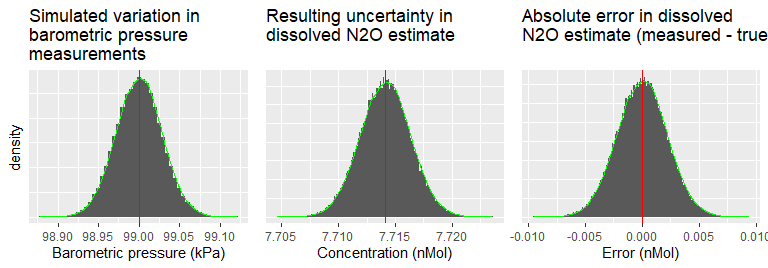 Simulated variation in
barometric pressure
measurements
Resulting uncertainty in
dissolved N2O estimate
Absolute error in dissolved
N2O estimate (measured - true
density
98.90 98.95 99.00 99.05 99.10
7.705 7.710 7.715 7.720
-0.010 -0.005 0.000 0.005 0.010
Barometric pressure (kPa)
Concentration (nMol)
Error (nMol)